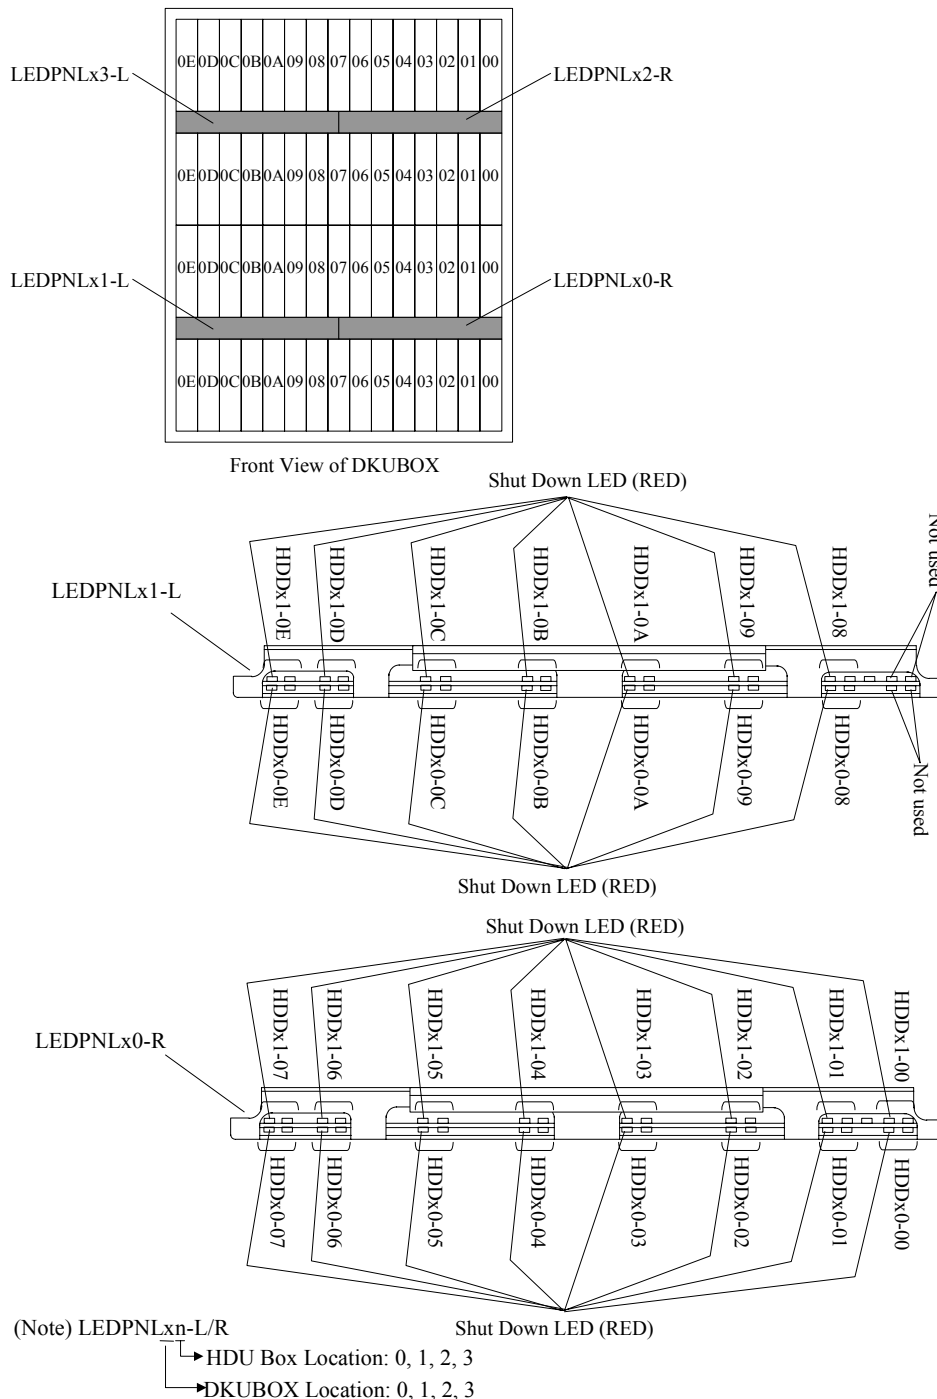 0E 0D 0C 0B 0A 09 08 07 06 05 04 03 02 01 00
LEDPNLx3-L
LEDPNLx2-R
0E 0D 0C 0B 0A 09 08 07 06 05 04 03 02 01 00
0E 0D 0C 0B 0A 09 08 07 06 05 04 03 02 01 00
LEDPNLx1-L
LEDPNLx0-R
0E 0D 0C 0B 0A 09 08 07 06 05 04 03 02 01 00
Front View of DKUBOX
Shut Down LED (RED)
HDDx1-0E
HDDx1-0D
HDDx1-0C
HDDx1-0B
HDDx1-0A
HDDx1-09
HDDx1-08
Not used
LEDPNLx1-L
HDDx0-0E
HDDx0-0D
HDDx0-0C
HDDx0-0B
HDDx0-0A
HDDx0-09
HDDx0-08
Not used
Shut Down LED (RED)
Shut Down LED (RED)
HDDx1-07
HDDx1-06
HDDx1-05
HDDx1-04
HDDx1-03
HDDx1-02
HDDx1-01
HDDx1-00
LEDPNLx0-R
HDDx0-07
HDDx0-06
HDDx0-05
HDDx0-04
HDDx0-03
HDDx0-02
HDDx0-01
HDDx0-00
Shut Down LED (RED)
(Note) LEDPNLxn-L/R
HDU Box Location: 0, 1, 2, 3
DKUBOX Location: 0, 1, 2, 3